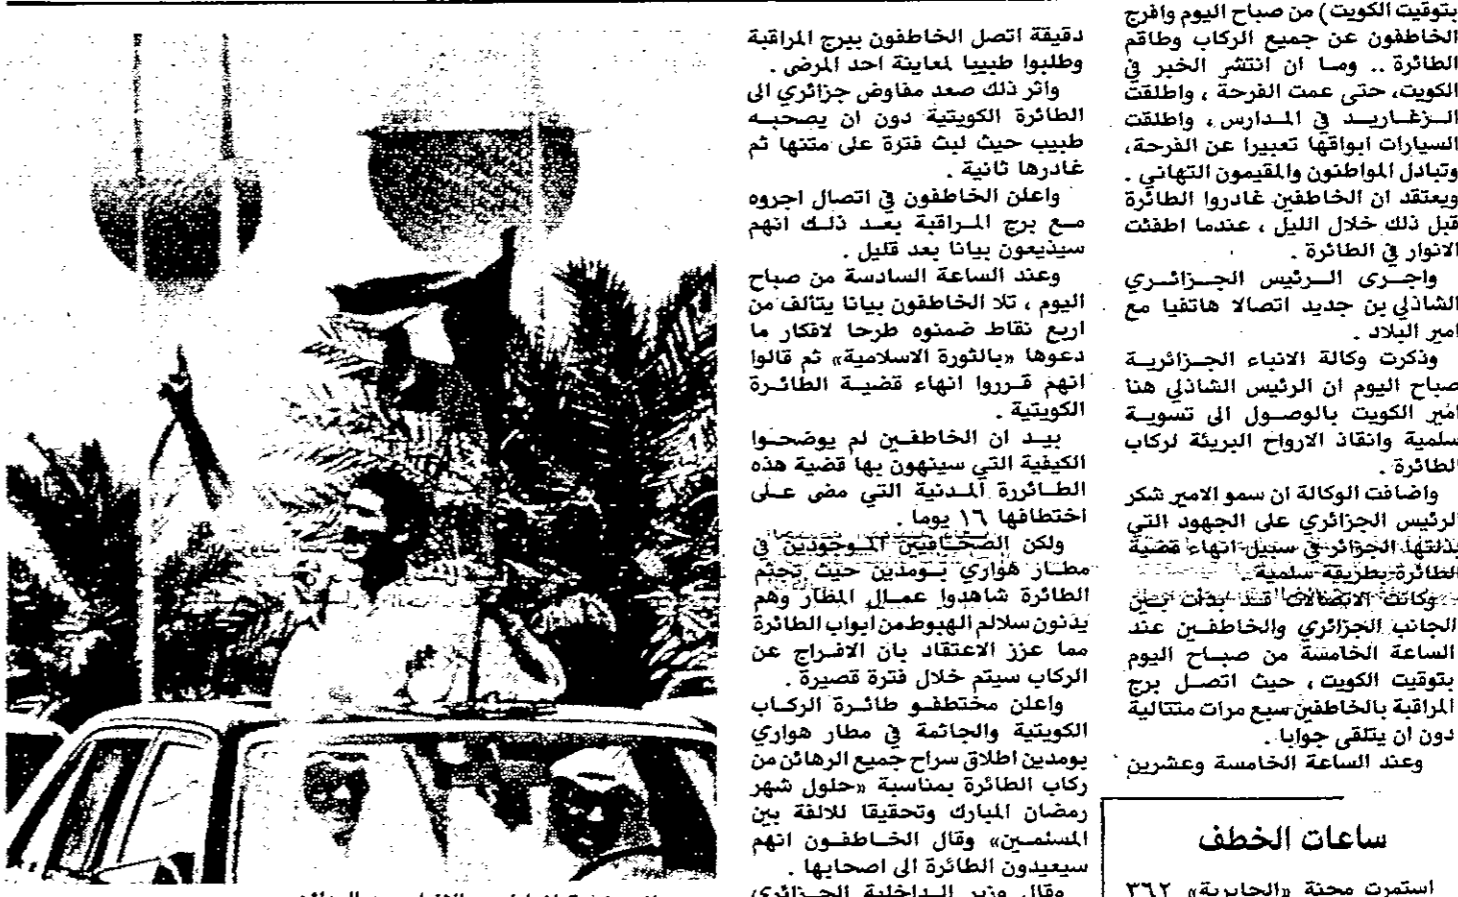 بتوقيت الكويت) من صباح اليوم وافرج
الخاطفون عن جميع الركاب وطاقم
الطائرة .. وما ان انتشر الخبر في
الكويت، حتى عمت الفرحة ، واطلقت
الزغاريد في المدارس، واطلقت
السيارات ابواقها تعبيرا عن الفرحة،
وتبادل المواطنون والمقيمون التهاني .
ويعتقد ان الخاطفين غادروا الطائرة
قبل ذلك خلال الليل ، عندما اطفئت
الانوار في الطائرة .
واجرى الرئيس الجزائري
الشاذلي بن جديد اتصالا هاتفيا مع
امير البلاد .
وذكرت وكالة الانباء الجزائرية
صباح اليوم ان الرئيس الشاذلي هنا
امير الكويت بالوصول الى تسوية
سلمية وانقاذ الارواح البريئة لركاب
الطائرة .
واضافت الوكالة ان سمو الامير شكر
الرئيس الجزائري على الجهود التي
بذلتها الجزائر في سبيل انهاء قضية
الطائرة بطريقة سلمية .
وكانت الاتصالات قد بدأت بين
الجانب الجزائري والخاطفين عند
الساعة الخامسة من صباح اليوم
بتوقيت الكويت ، حيث اتصل برج
المراقبة بالخاطفين سبع مرات متتالية
دون ان يتلقى جوابا .
وعند الساعة الخامسة وعشرين
دقيقة اتصل الخاطفون ببرج المراقبة
وطلبوا طبيبا لمعاينة احد المرضى .
واثر ذلك صعد مفاوض جزائري الى
الطائرة الكويتية دون ان يصحبه
طبيب حيث لبث فترة على متنها ثم
غادرها ثانية .
واعلن الخاطفون في اتصال اجروه
مع برج المراقبة بعد ذلك انهم
سيذيعون بيانا بعد قليل .
وعند الساعة السادسة من صباح
اليوم ، تلا الخاطفون بيانا يتألف من
اربع نقاط ضمنوه طرحا لافكار ما
دعوها «بالثورة الاسلامية» ثم قالوا
انهم قرروا انهاء قضية الطائرة
الكويتية .
بيد ان الخاطفين لم يوضحوا
الكيفية التي سينهون بها قضية هذه
الطائررة المدنية التي مضى على
اختطافها ١٦ يوما .
ولكن الصحافيين الموجودين في
مطار هواري بومدين حيث تجثم
الطائرة شاهدوا عمال المطار وهم
يدنون سلالم الهبوط من ابواب الطائرة
مما عزز الاعتقاد بان الافراج عن
الركاب سيتم خلال فترة قصيرة .
واعلن مختطفو طائرة الركاب
الكويتية والجاثمة في مطار هواري
بومدين اطلاق سراح جميع الرهائن من
ركاب الطائرة بمناسبة «حلول شهر
رمضان المبارك وتحقيقا للالفة بين
المسلمين» وقال الخاطفون انهم
سيعيدون الطائرة الى اصحابها .
وقال وزير الداخلية الجزائري
ساعات الخطف
استمرت محنة «الجابرية» ٣٦٢